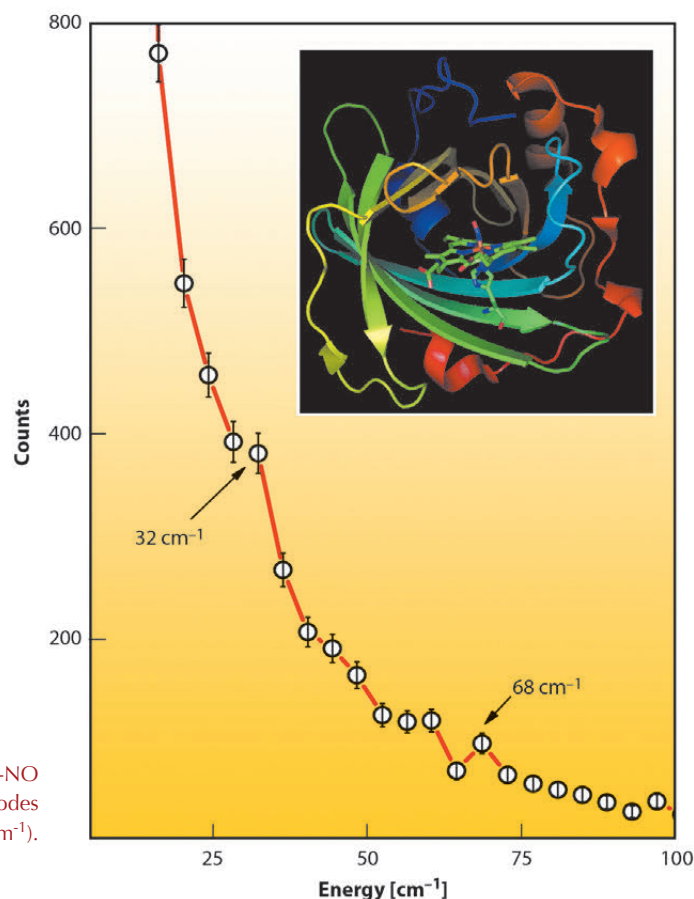 800
600
400
200
Counts
32 cm⁻¹
68 cm⁻¹
-NO
odes
m⁻¹).
25
50
75
100
Energy [cm⁻¹]